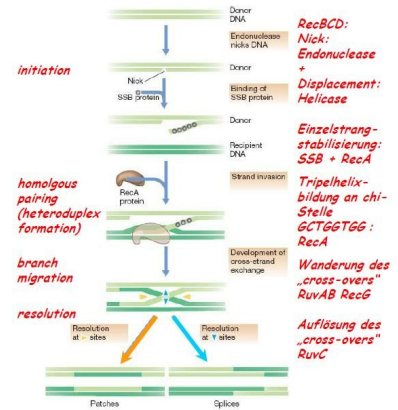 Donor
DNA
RecBCD:
Nick:
Endonuclease
+
Displacement:
Helicase
Endonuclease
nicks DNA
initiation
Donor
Nick
SSB protein
Binding of
SSB protein
Donor
Einzelstrang-
stabilisierung:
SSB + RecA
Recipient
DNA
Strand invasion
RecA
protein
homolgous
pairing
(heteroduplex
formation)
Tripelhelix-
bildung an chi-
Stelle
GCTGGTGG :
RecA
Development of
cross-strand
exchange
branch
migration
Wanderung des
„cross-overs“
RuvAB RecG
resolution
Resolution
at sites
Resolution
at sites
Auflösung des
„cross-overs“
RuvC
Patches
Splices